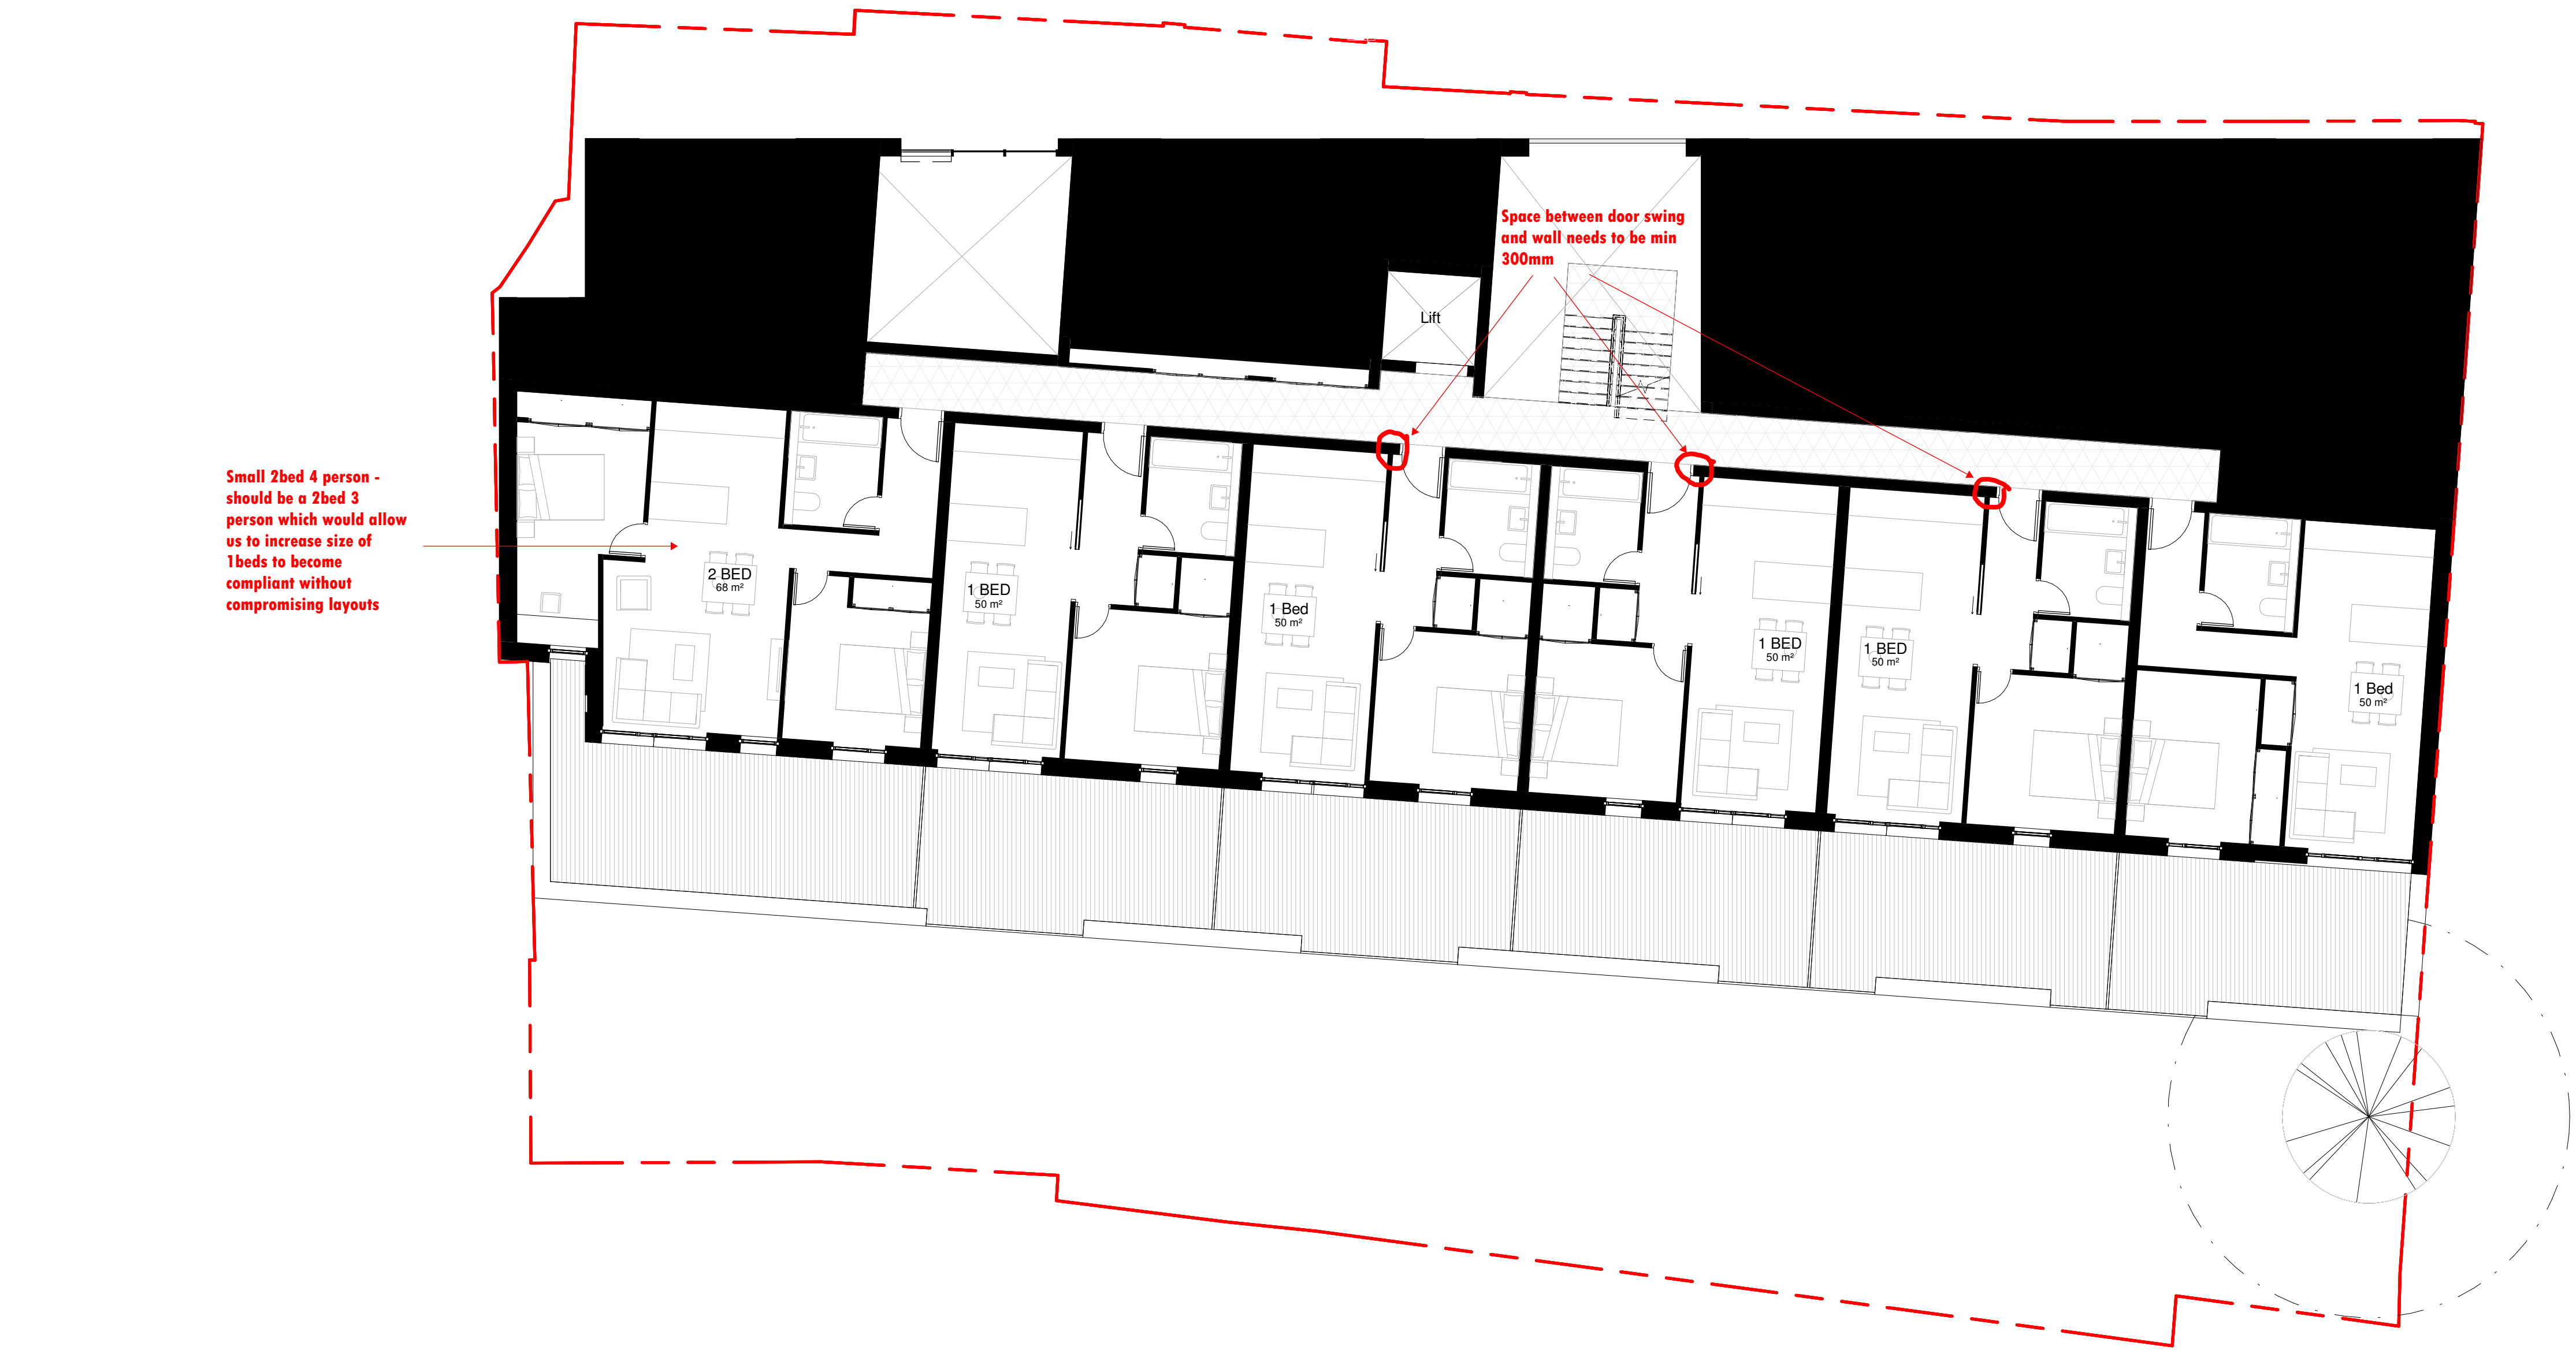 Space between door swing
and wall needs to be min
300mm
Lift
Small 2bed 4 person -
should be a 2bed 3
person which would allow
us to increase size of
1beds to become
compliant without
compromising layouts
2 BED
68 m²
1 BED
50 m²
1 Bed
50 m²
1 BED
50 m²
1 BED
50 m²
1 Bed
50 m²